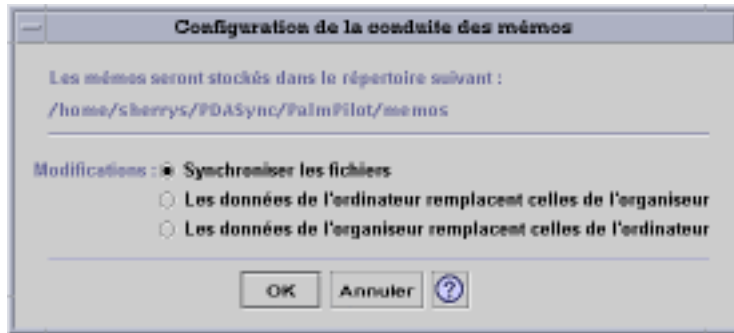 Configuration de la conduite des mémos
Les mémos seront stockés dans le répertoire suivant :
/home/sherrys/PDASync/PalmPilot/memos
Modifications : Synchroniser les fichiers
Les données de l'ordinateur remplacent celles de l'organiseur
Les données de l'organiseur remplacent celles de l'ordinateur
OK Annuler ?